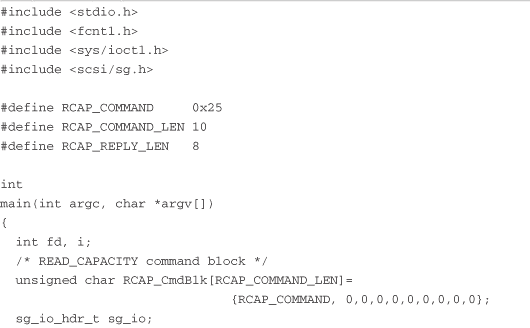 #include <stdio.h>
#include <fcntl.h>
#include <sys/ioctl.h>
#include <scsi/sg.h>
#define RCAP_COMMAND     0x25
#define RCAP_COMMAND_LEN 10
#define RCAP_REPLY_LEN   8
int
main(int argc, char *argv[])
{
  int fd, i;
  /* READ_CAPACITY command block */
  unsigned char RCAP_CmdBlk[RCAP_COMMAND_LEN]=
                              {RCAP_COMMAND, 0,0,0,0,0,0,0,0,0};
  sg_io_hdr_t sg_io;